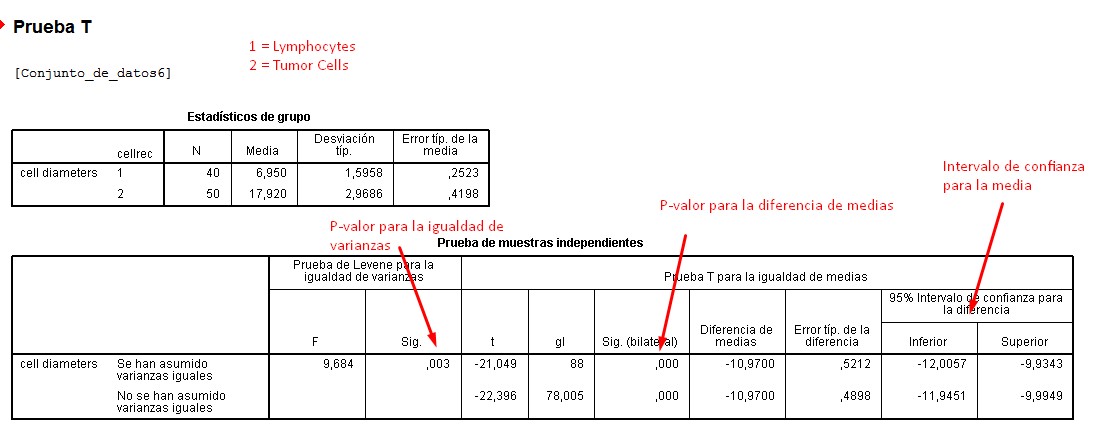 Prueba T
1 = Lymphocytes
2 = Tumor Cells
[Conjunto_de_datos6]
Estadísticos de grupo
cellrec N Media Desviación típ. Error típ. de la media
cell diameters 1 40 6,950 1,5958 ,2523
2 50 17,920 2,9686 ,4198
Intervalo de confianza
para la media
P-valor para la diferencia de medias
P-valor para la igualdad de
varianzas
Prueba de muestras independientes
Prueba de Levene para la igualdad de varianzas Prueba T para la igualdad de medias
95% Intervalo de confianza para la diferencia
F Sig. t gl Sig. (bilateral) Diferencia de medias Error típ. de la diferencia Inferior Superior
cell diameters Se han asumido varianzas iguales 9,684 ,003 -21,049 88 ,000 -10,9700 ,5212 -12,0057 -9,9343
No se han asumido varianzas iguales -22,396 78,005 ,000 -10,9700 ,4898 -11,9451 -9,9949